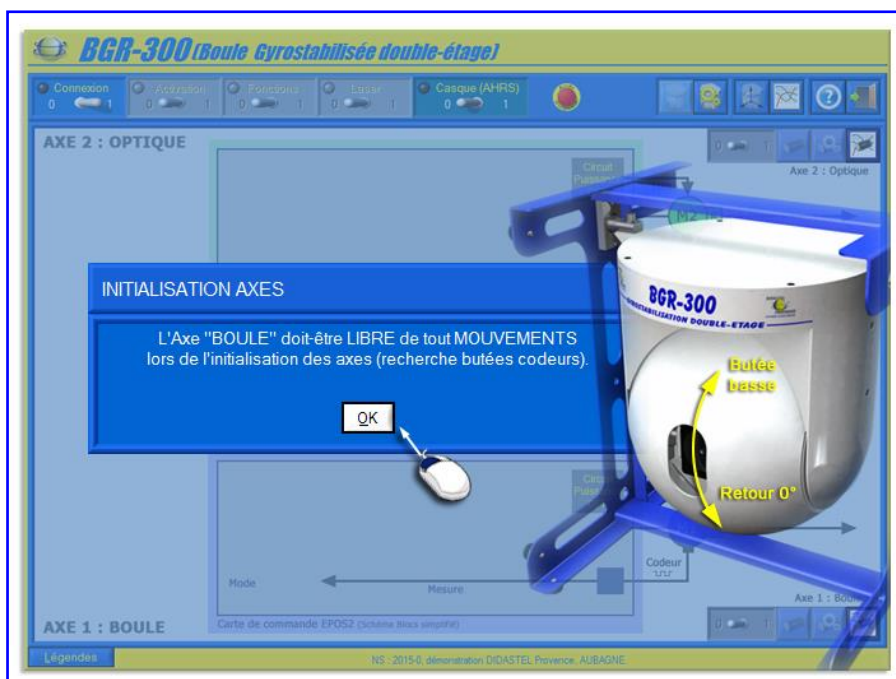 BGR-300 (Boule Gyrostabilisée double-étage)
Connexion
0 1
Activation
0 1
Fonctions
0 1
Laser
0 1
Casque (AHRS)
0 1
AXE 2 : OPTIQUE
0 1
Axe 2 : Optique
Circuit
M2
INITIALISATION AXES
L'Axe "BOULE" doit-être LIBRE de tout MOUVEMENTS
lors de l'initialisation des axes (recherche butées codeurs).
OK
BGR-300
DOUBLE-ETAGE
Butée
basse
Retour 0°
Codeur
Mode
Mesure
Axe 1 : Boule
AXE 1 : BOULE
Carte de commande EPOS2 (Schéma Blocs simplifié)
0 1
Légendes
NS : 2015-0, démonstration DIDASTEL Provence, AUBAGNE